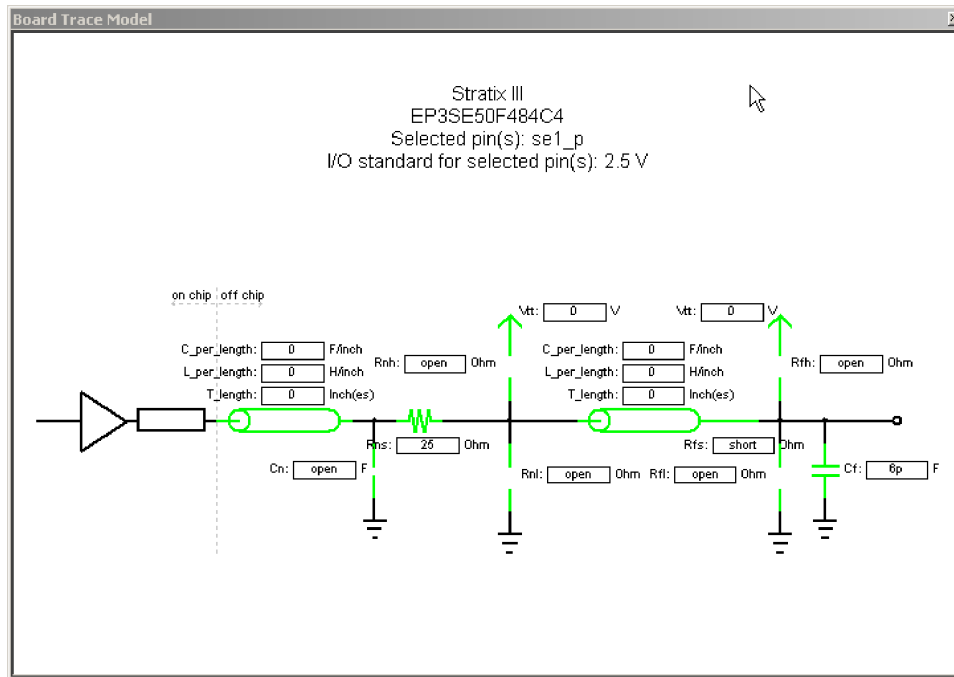 Board Trace Model
Stratix III
EP3SE50F484C4
Selected pin(s): se1_p
I/O standard for selected pin(s): 2.5 V
on chip off chip
Vtt: 0 V
Vtt: 0 V
C_per_length: 0 F/inch
Rnh: open Ohm
C_per_length: 0 F/inch
Rfh: open Ohm
L_per_length: 0 H/inch
L_per_length: 0 H/inch
T_length: 0 Inch(es)
T_length: 0 Inch(es)
Rns: 25 Ohm
Rfs: short Ohm
Cn: open F
Rnl: open Ohm
Rfl: open Ohm
Cf: 6p F